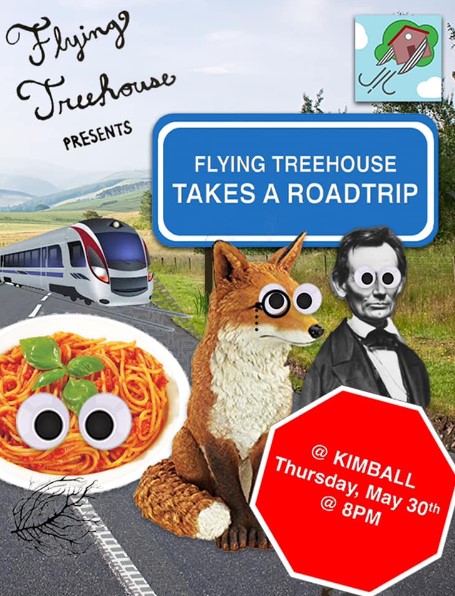 Flying
Treehouse
PRESENTS
FLYING TREEHOUSE
TAKES A ROADTRIP
@ KIMBALL
Thursday, May 30th
@ 8PM